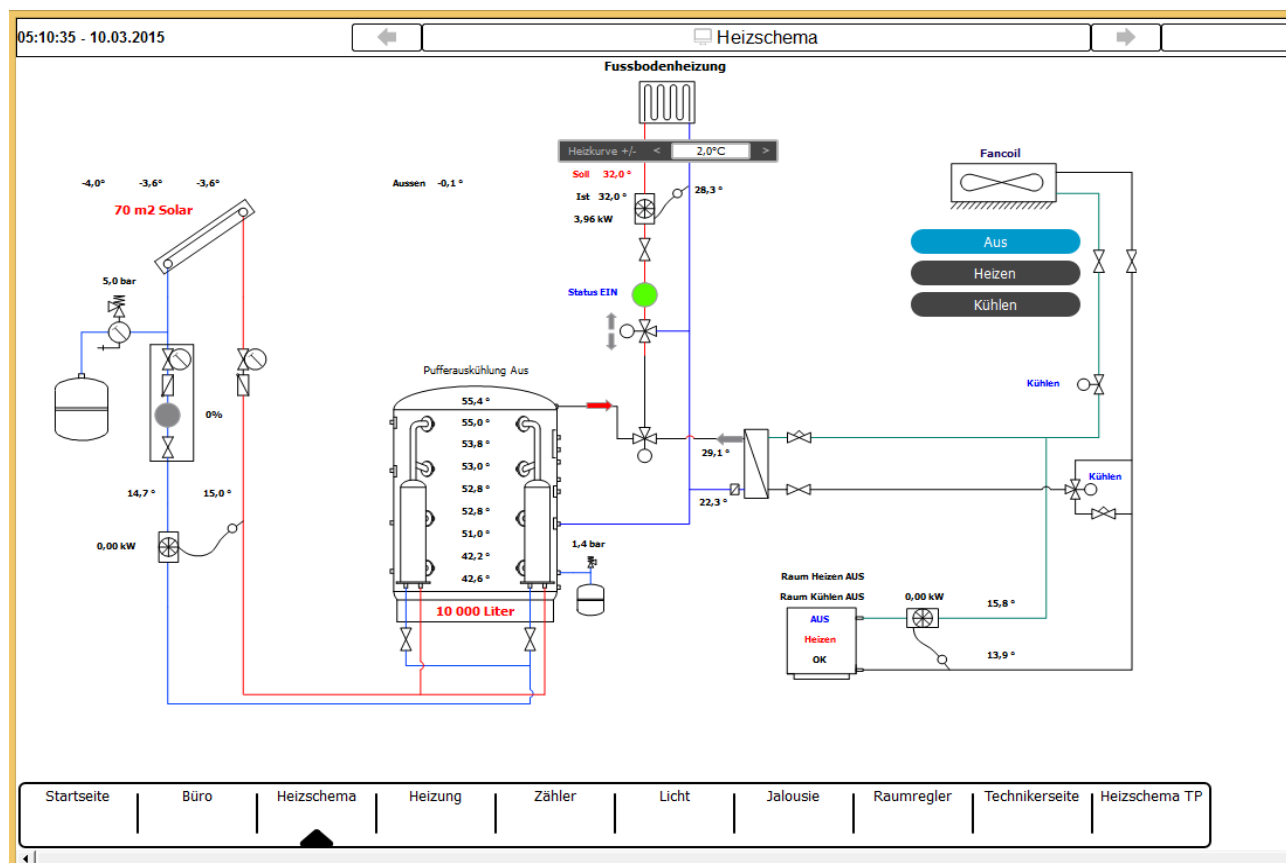 05:10:35 - 10.03.2015
Heizschema
Fussbodenheizung
Heizkurve +/- < 2,0°C >
Fancoil
-4,0° -3,6° -3,6°
Aussen -0,1 °
Soll 32,0 °
28,3 °
Ist 32,0 °
70 m2 Solar
3,96 kW
Aus
Heizen
Kühlen
5,0 bar
Status EIN
Pufferauskühlung Aus
Kühlen
55,4 °
0%
55,0 °
53,8 °
29,1 °
53,0 °
Kühlen
52,8 °
14,7 ° 15,0 °
22,3 °
52,8 °
51,0 °
0,00 kW
1,4 bar
42,2 °
42,6 °
Raum Heizen AUS
Raum Kühlen AUS
0,00 kW
15,8 °
10 000 Liter
AUS
Heizen
OK
13,9 °
Startseite Büro Heizschema Heizung Zähler Licht Jalousie Raumregler Technikerseite Heizschema TP